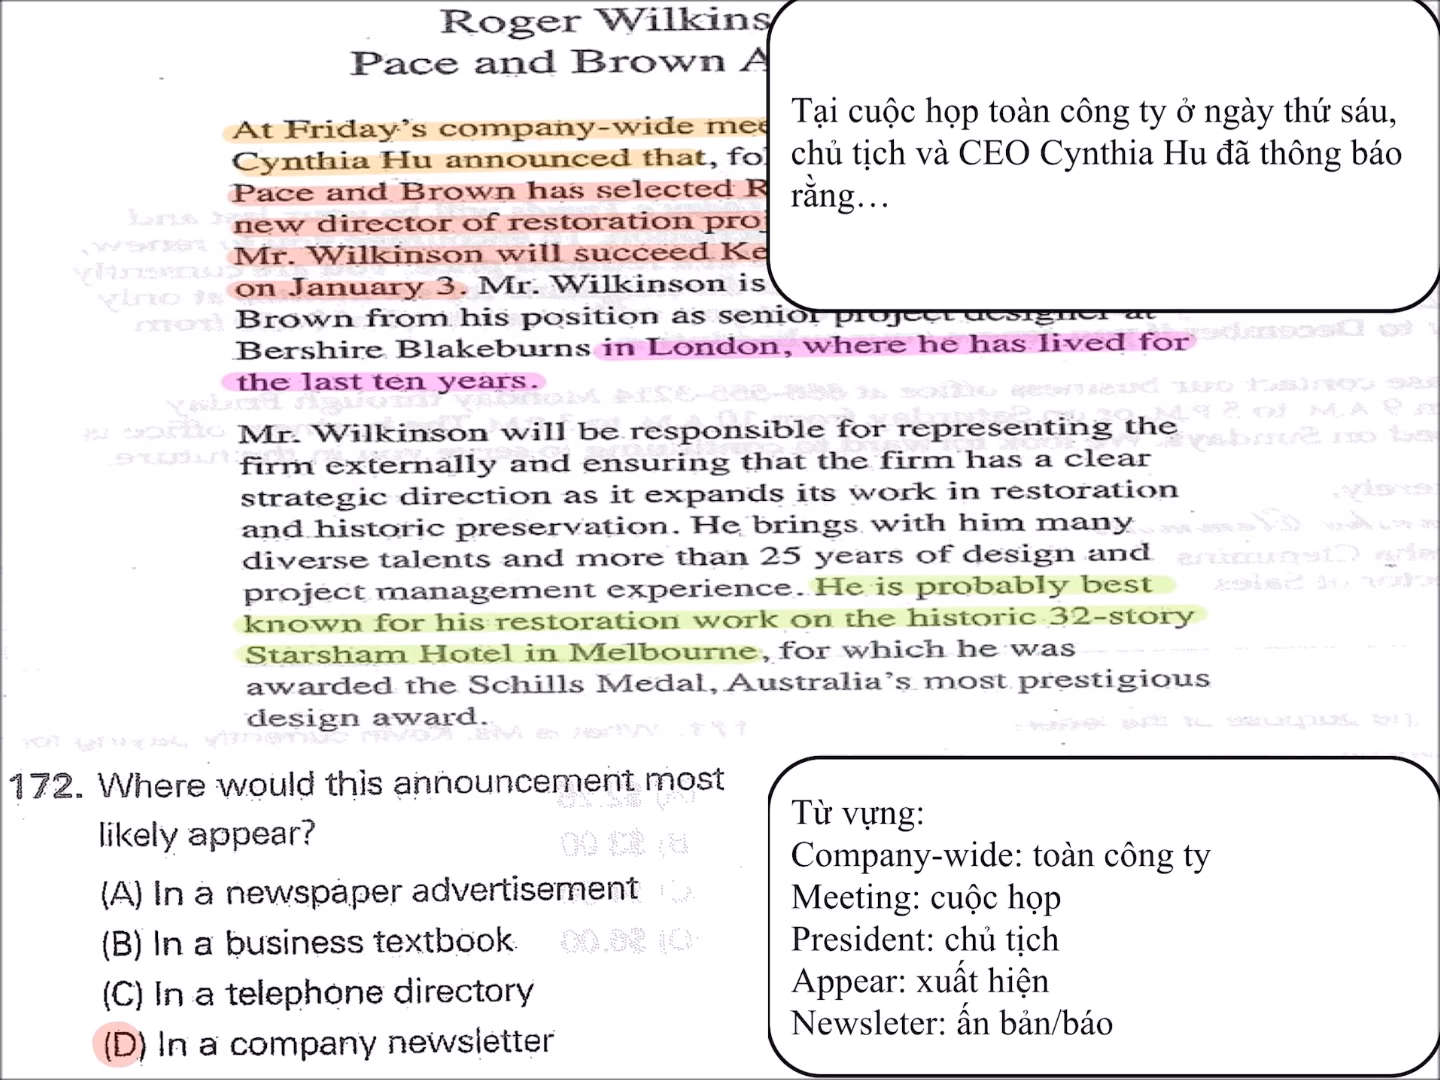 Roger Wilkins
Pace and Brown A
At Friday's company-wide mee
Cynthia Hu announced that, fol
Pace and Brown has selected R
new director of restoration proj
Mr. Wilkinson will succeed Ke
on January 3. Mr. Wilkinson is
Brown from his position as senior project designer at
Bershire Blakeburns in London, where he has lived for
the last ten years.
Mr. Wilkinson will be responsible for representing the
firm externally and ensuring that the firm has a clear
strategic direction as it expands its work in restoration
and historic preservation. He brings with him many
diverse talents and more than 25 years of design and
project management experience. He is probably best
known for his restoration work on the historic 32-story
Starsham Hotel in Melbourne, for which he was
awarded the Schills Medal, Australia's most prestigious
design award.
Tại cuộc họp toàn công ty ở ngày thứ sáu,
chủ tịch và CEO Cynthia Hu đã thông báo
rằng...
172. Where would this announcement most
likely appear?
(A) In a newspaper advertisement
(B) In a business textbook
(C) In a telephone directory
(D) In a company newsletter
Từ vựng:
Company-wide: toàn công ty
Meeting: cuộc họp
President: chủ tịch
Appear: xuất hiện
Newsleter: ấn bản/báo